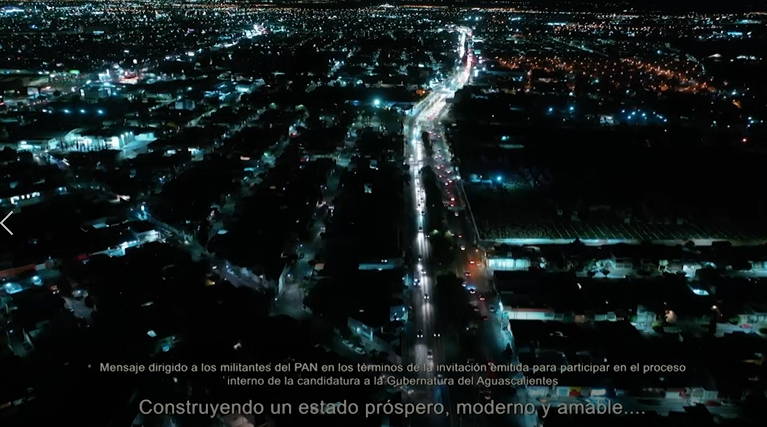 Mensaje dirigido a los militantes del PAN en los términos de la invitación emitida para participar en el proceso
interno de la candidatura a la Gubernatura del Aguascalientes
Construyendo un estado próspero, moderno y amable....